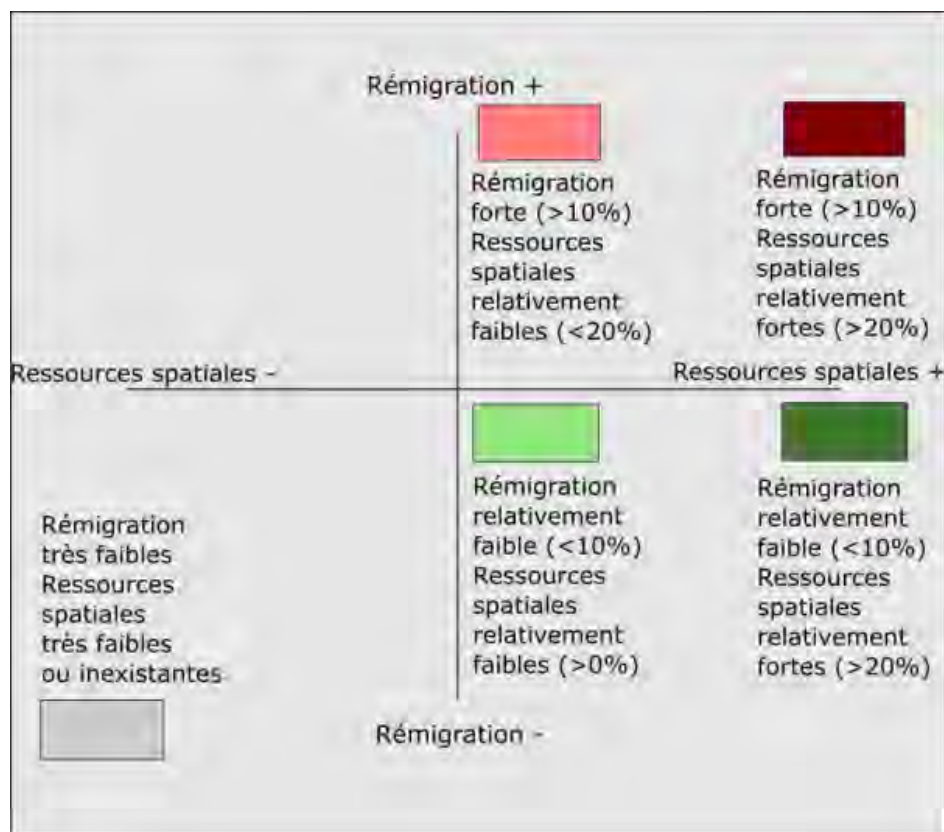 Rémigration +
Rémigration
forte (>10%)
Ressources
spatiales
relativement
faibles (<20%)
Rémigration
forte (>10%)
Ressources
spatiales
relativement
fortes (>20%)
Ressources spatiales -
Ressources spatiales +
Rémigration
très faibles
Ressources
spatiales
très faibles
ou inexistantes
Rémigration
relativement
faible (<10%)
Ressources
spatiales
relativement
faibles (>0%)
Rémigration
relativement
faible (<10%)
Ressources
spatiales
relativement
fortes (>20%)
Rémigration -